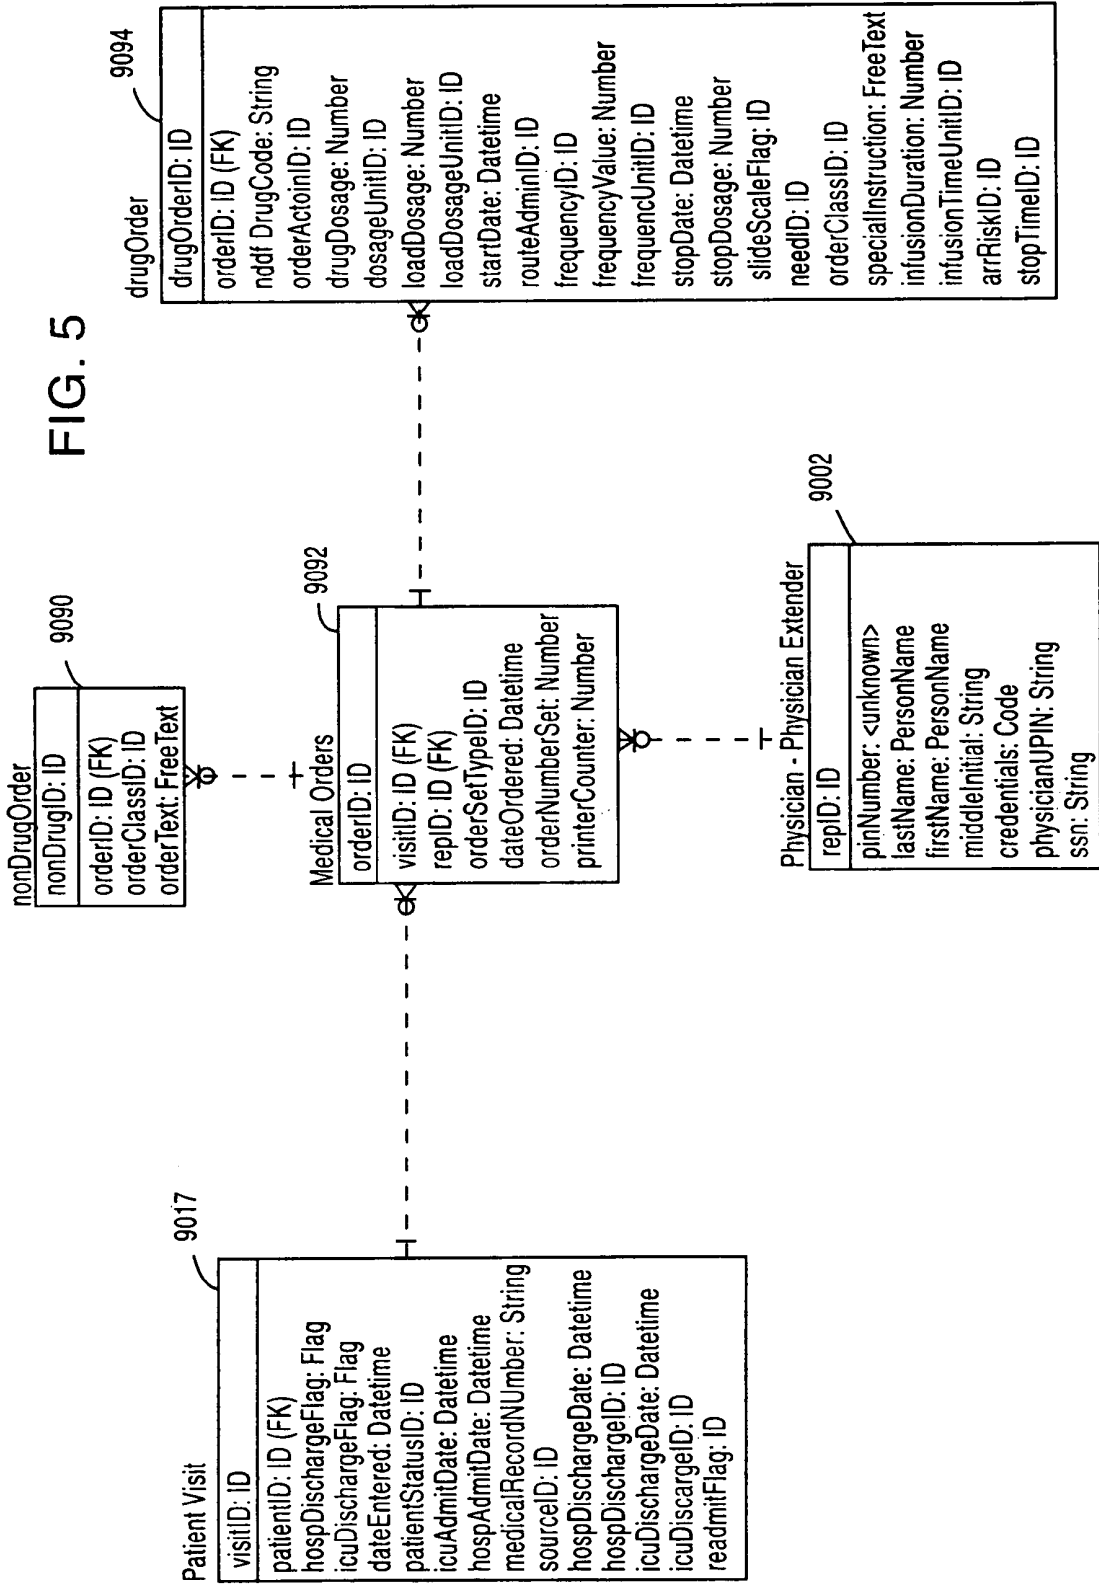 FIG. 5
Patient Visit
9017
visitID: ID
patientID: ID (FK)
hospDischargeFlag: Flag
icuDischargeFlag: Flag
dateEntered: Datetime
patientStatusID: ID
icuAdmitDate: Datetime
hospAdmitDate: Datetime
medicalRecordNUmber: String
sourceID: ID
hospDischargeDate: Datetime
hospDischargeID: ID
icuDischargeDate: Datetime
icuDiscargeID: ID
readmitFlag: ID
nonDrugOrder
9090
nonDrugID: ID
orderID: ID (FK)
orderClassID: ID
orderText: FreeText
Medical Orders
9092
orderID: ID
visitID: ID (FK)
repID: ID (FK)
orderSetTypeID: ID
dateOrdered: Datetime
orderNumberSet: Number
printerCounter: Number
Physician - Physician Extender
9002
repID: ID
pinNumber: <unknown>
lastName: PersonName
firstName: PersonName
middleInitial: String
credentials: Code
physicianUPIN: String
ssn: String
drugOrder
9094
drugOrderID: ID
orderID: ID (FK)
nddf DrugCode: String
orderActoinID: ID
drugDosage: Number
dosageUnitID: ID
loadDosage: Number
loadDosageUnitID: ID
startDate: Datetime
routeAdminID: ID
frequencyID: ID
frequencyValue: Number
frequencUnitID: ID
stopDate: Datetime
stopDosage: Number
slideScaleFlag: ID
needID: ID
orderClassID: ID
specialInstruction: FreeText
infusionDuration: Number
infusionTimeUnitID: ID
arrRiskID: ID
stopTimeID: ID